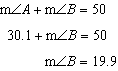 m∠A + m∠B = 50
30.1 + m∠B = 50
m∠B = 19.9